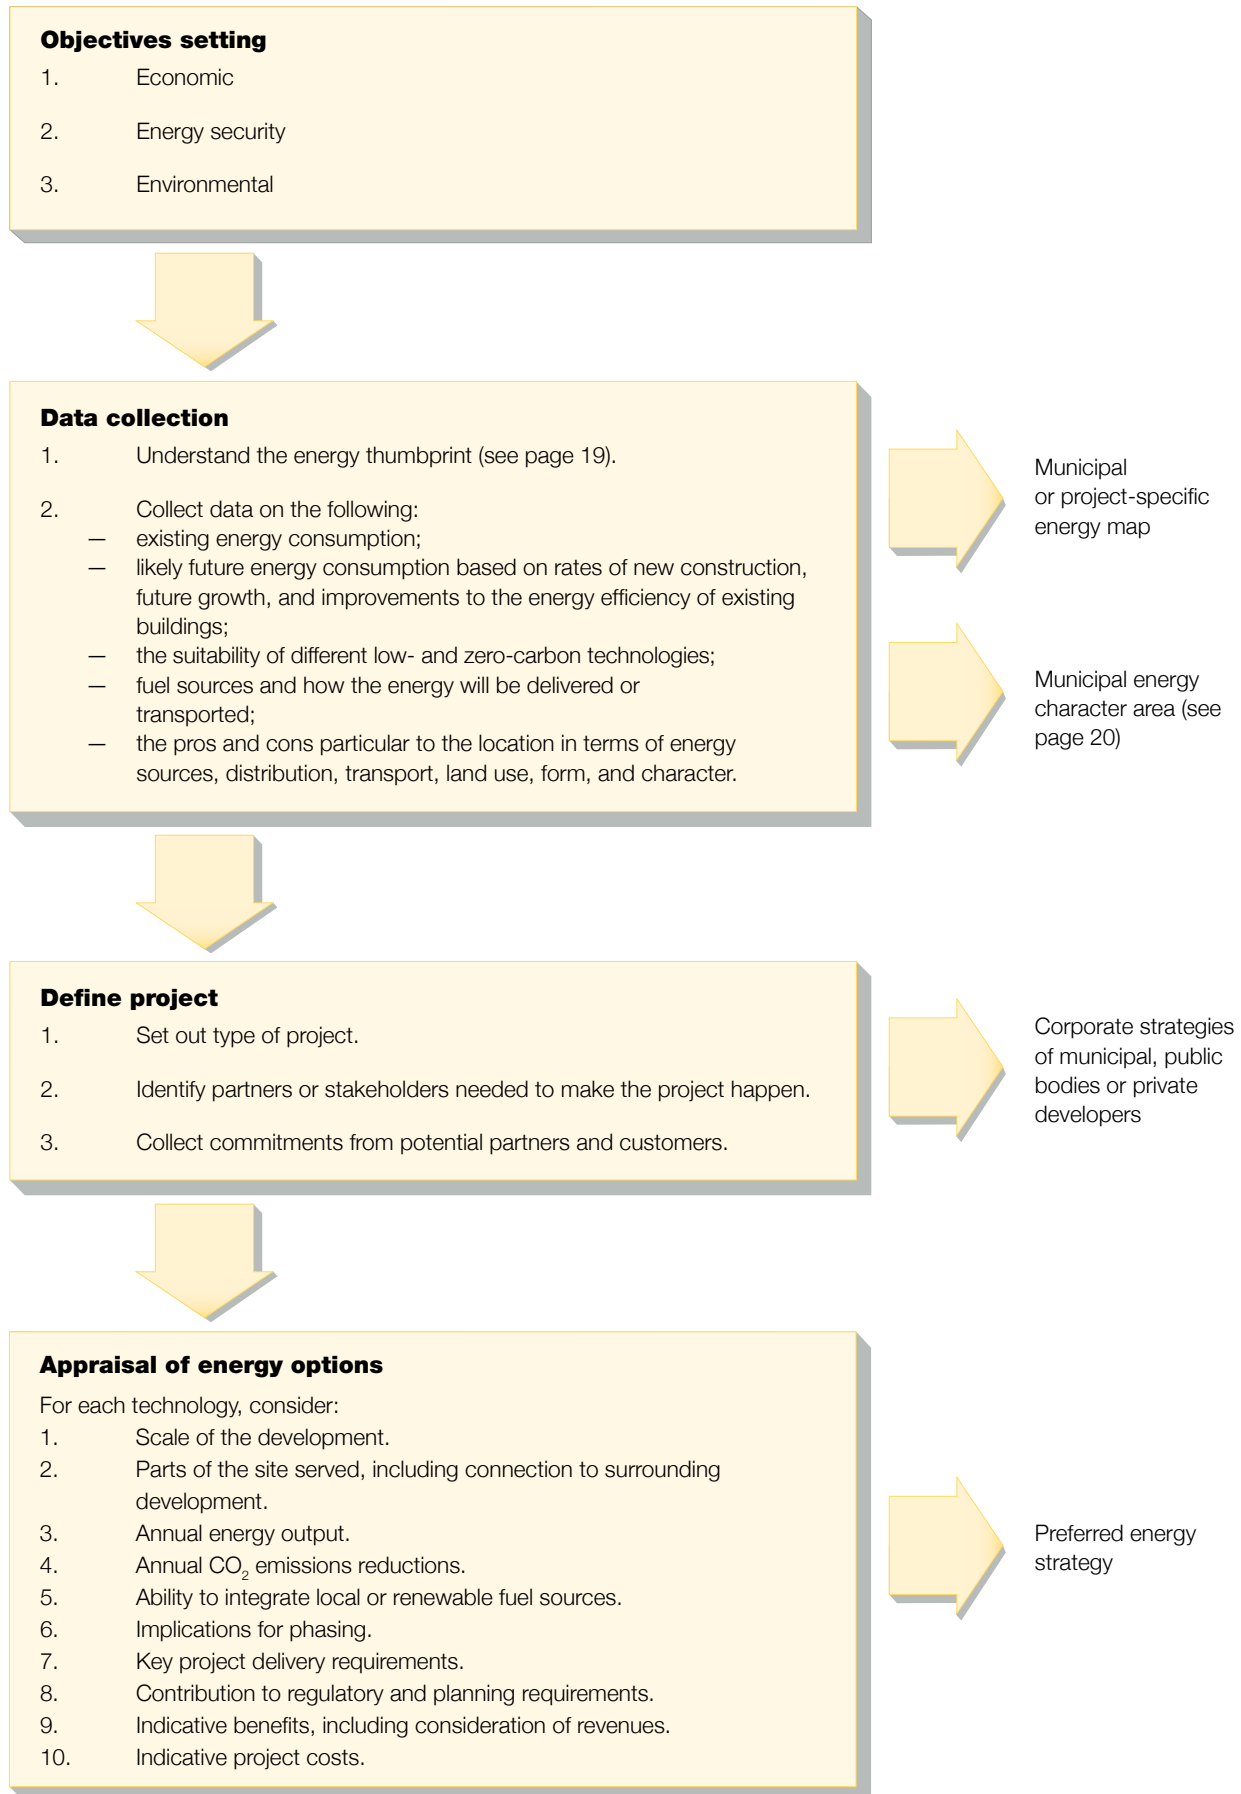 Objectives setting
1. Economic
2. Energy security
3. Environmental
Data collection
1. Understand the energy thumbprint (see page 19).
2. Collect data on the following:
— existing energy consumption;
— likely future energy consumption based on rates of new construction,
future growth, and improvements to the energy efficiency of existing
buildings;
— the suitability of different low- and zero-carbon technologies;
— fuel sources and how the energy will be delivered or
transported;
— the pros and cons particular to the location in terms of energy
sources, distribution, transport, land use, form, and character.
Municipal
or project-specific
energy map
Municipal energy
character area (see
page 20)
Define project
1. Set out type of project.
2. Identify partners or stakeholders needed to make the project happen.
3. Collect commitments from potential partners and customers.
Corporate strategies
of municipal, public
bodies or private
developers
Appraisal of energy options
For each technology, consider:
1. Scale of the development.
2. Parts of the site served, including connection to surrounding
development.
3. Annual energy output.
4. Annual CO₂ emissions reductions.
5. Ability to integrate local or renewable fuel sources.
6. Implications for phasing.
7. Key project delivery requirements.
8. Contribution to regulatory and planning requirements.
9. Indicative benefits, including consideration of revenues.
10. Indicative project costs.
Preferred energy
strategy